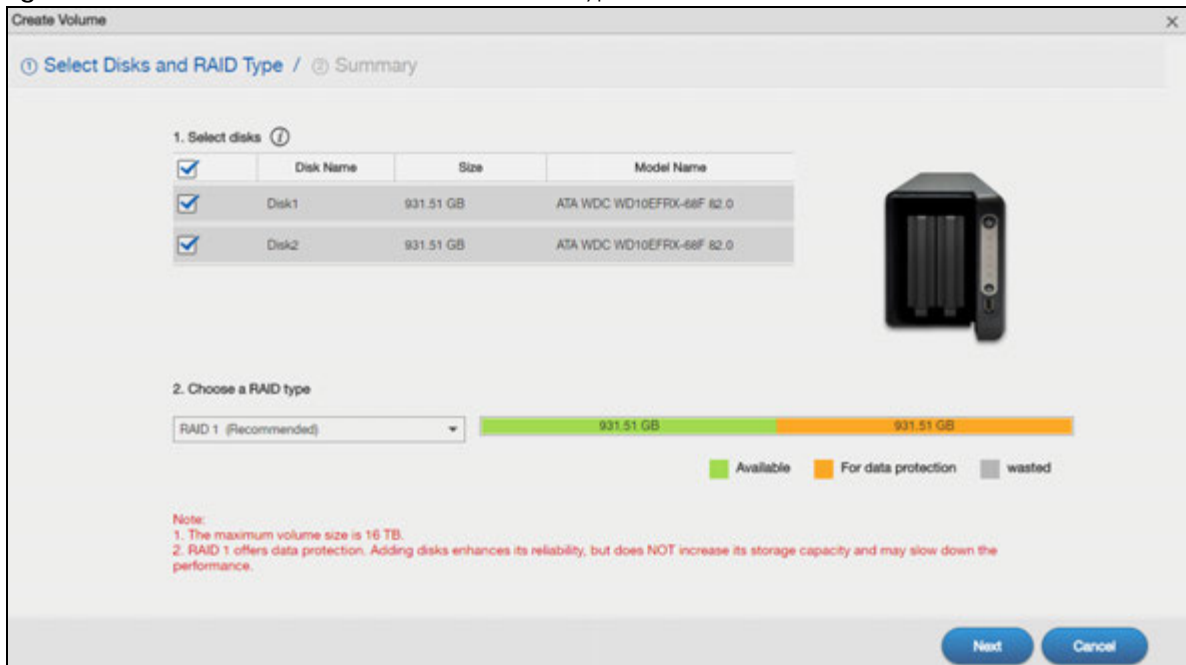 Create Volume
① Select Disks and RAID Type / ② Summary
1. Select disks
Disk Name Size Model Name
Disk1 931.51 GB ATA WDC WD10EFRX-68F 82.0
Disk2 931.51 GB ATA WDC WD10EFRX-68F 82.0
2. Choose a RAID type
RAID 1 (Recommended) 931.51 GB 931.51 GB
Available For data protection wasted
Note:
1. The maximum volume size is 16 TB.
2. RAID 1 offers data protection. Adding disks enhances its reliability, but does NOT increase its storage capacity and may slow down the
performance.
Next Cancel